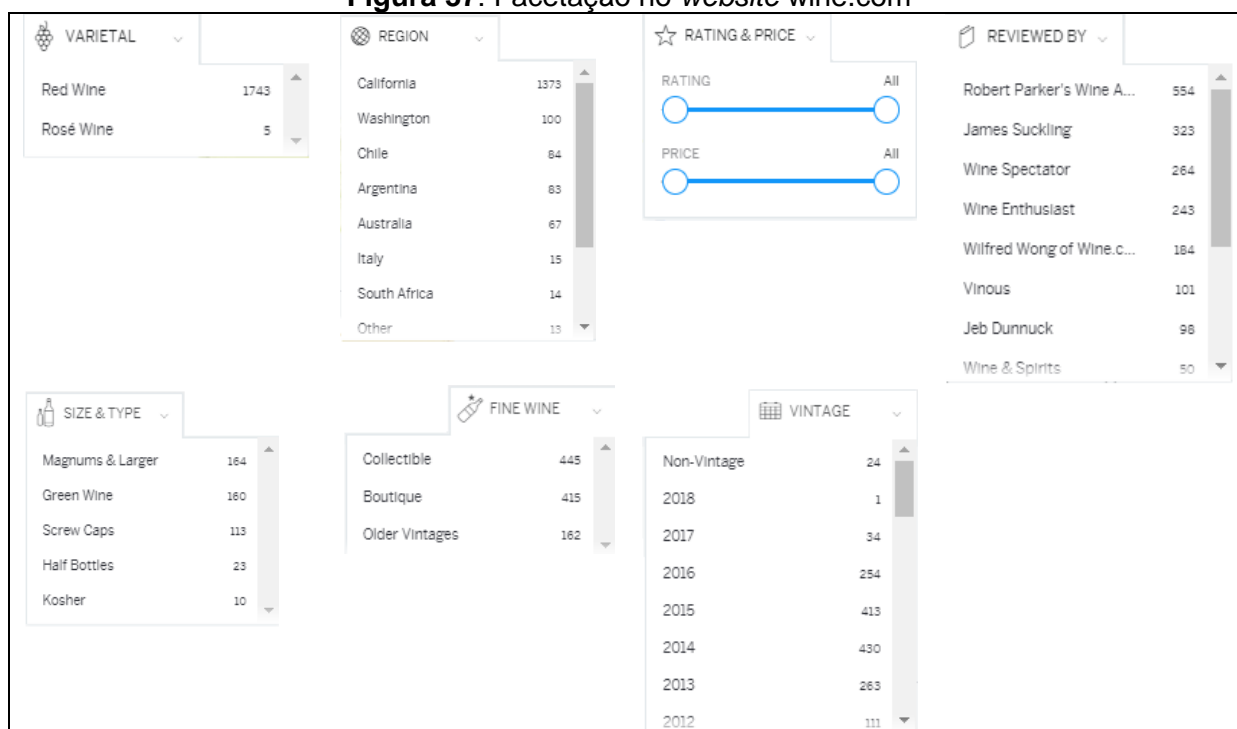 Figura 37. Facetação no website wine.com
VARIETAL
Red Wine 1743
Rosé Wine 5
REGION
California 1373
Washington 100
Chile 84
Argentina 83
Australia 67
Italy 15
South Africa 14
Other 13
RATING & PRICE
RATING All
PRICE All
REVIEWED BY
Robert Parker's Wine A... 554
James Suckling 323
Wine Spectator 264
Wine Enthusiast 243
Wilfred Wong of Wine.c... 184
Vinous 101
Jeb Dunnuck 98
Wine & Spirits 50
SIZE & TYPE
Magnums & Larger 164
Green Wine 160
Screw Caps 113
Half Bottles 23
Kosher 10
FINE WINE
Collectible 445
Boutique 415
Older Vintages 162
VINTAGE
Non-Vintage 24
2018 1
2017 34
2016 254
2015 413
2014 430
2013 263
2012 111